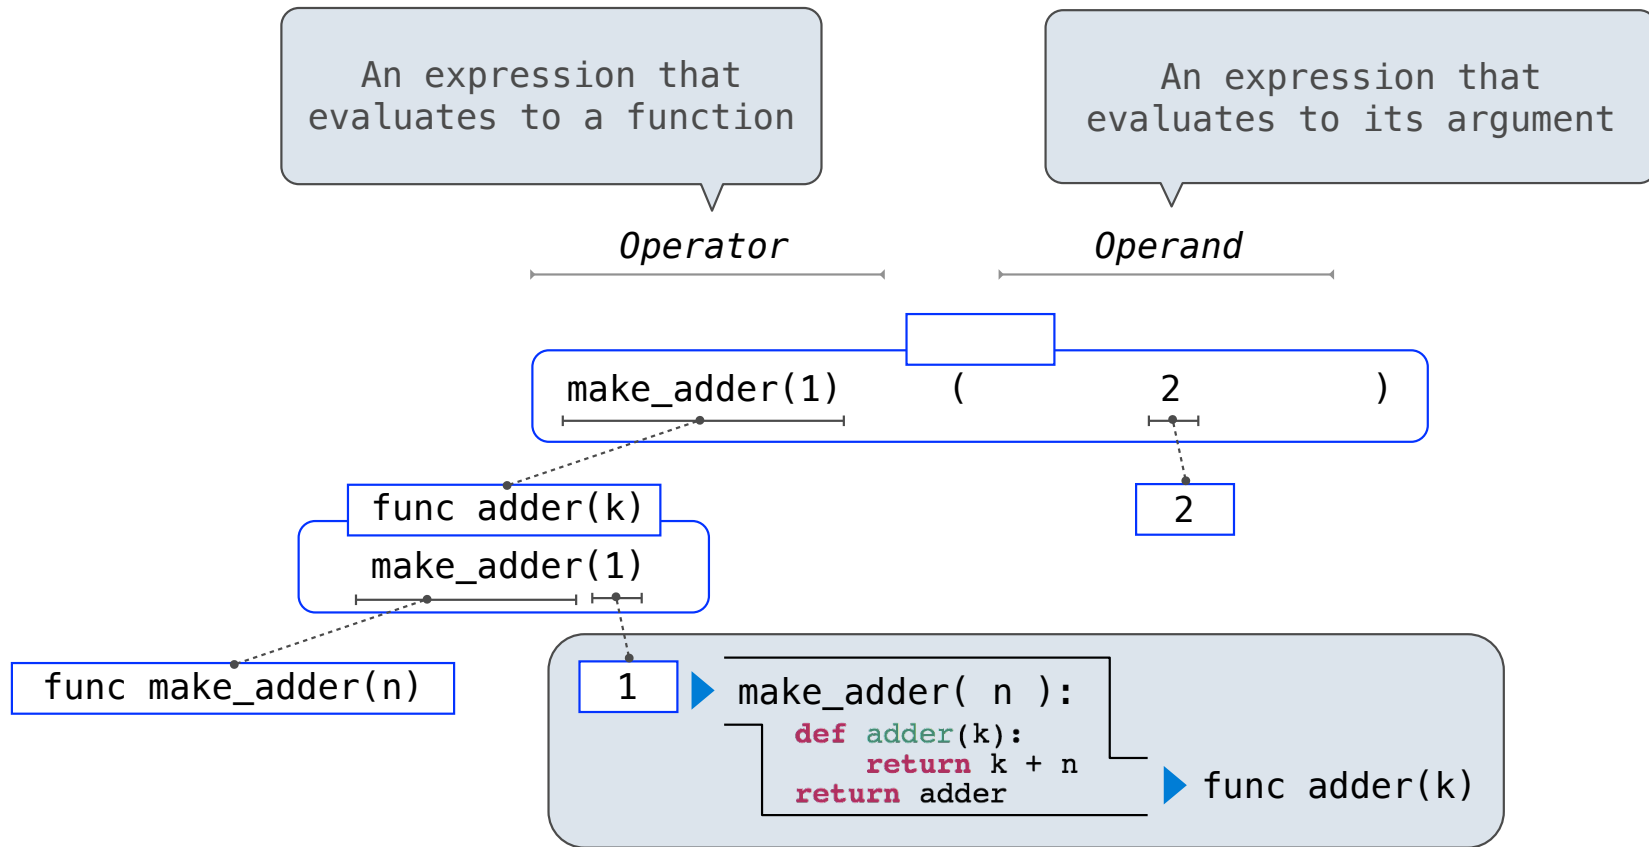 An expression that
evaluates to a function
An expression that
evaluates to its argument
Operator
Operand
make_adder(1) ( 2 )
func adder(k)
2
make_adder(1)
func make_adder(n)
1
make_adder( n ):
def adder(k):
return k + n
return adder
func adder(k)